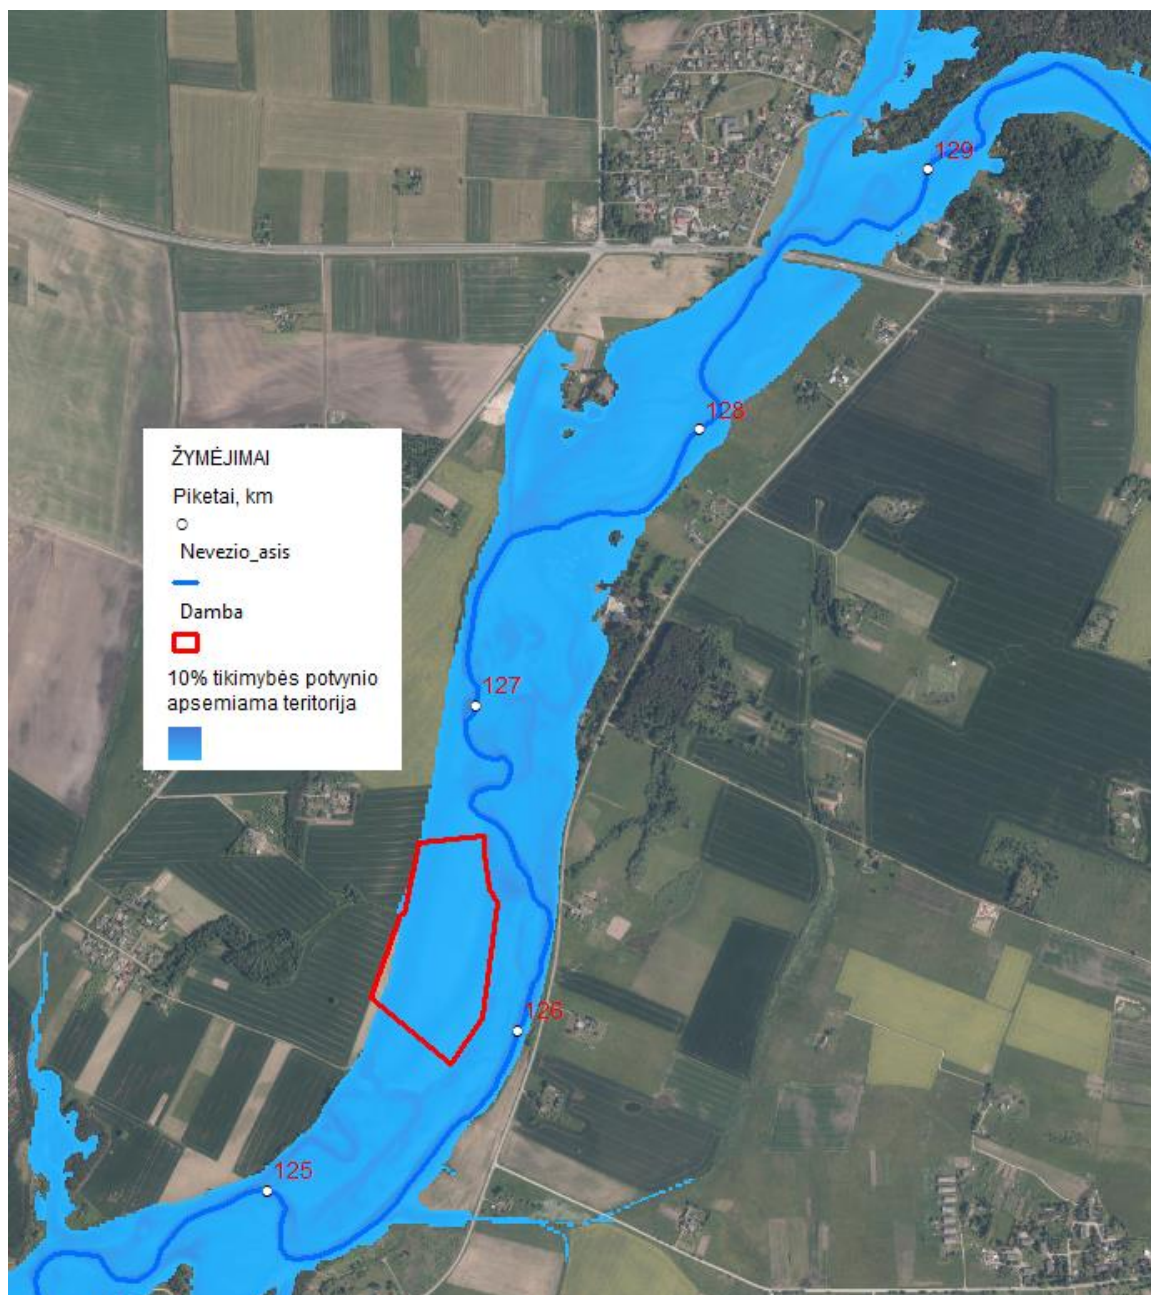 129
128
ŽYMĖJIMAI
Piketai, km
Nevezio_asis
Damba
10% tikimybės potvynio
apsemiama teritorija
127
126
125